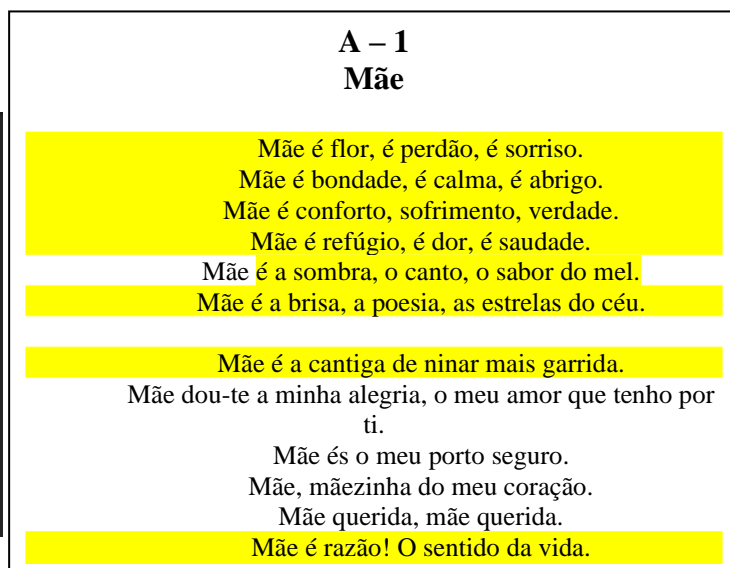 A – 1
Mãe
Mãe é flor, é perdão, é sorriso.
Mãe é bondade, é calma, é abrigo.
Mãe é conforto, sofrimento, verdade.
Mãe é refúgio, é dor, é saudade.
Mãe é a sombra, o canto, o sabor do mel.
Mãe é a brisa, a poesia, as estrelas do céu.
Mãe é a cantiga de ninar mais garrida.
Mãe dou-te a minha alegria, o meu amor que tenho por
ti.
Mãe és o meu porto seguro.
Mãe, mãezinha do meu coração.
Mãe querida, mãe querida.
Mãe é razão! O sentido da vida.